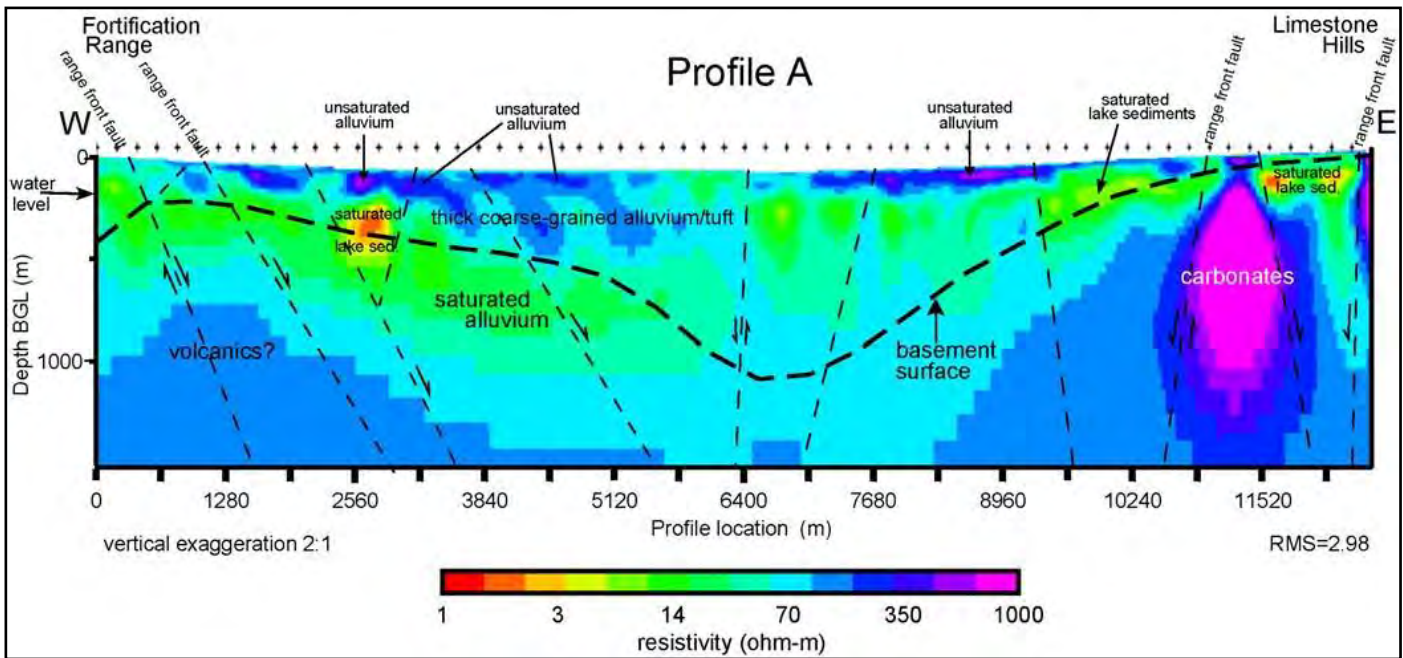 Fortification
Range
Limestone
Hills
Profile A
range front fault
range front fault
range front fault
range front fault
W
E
unsaturated
alluvium
unsaturated
alluvium
unsaturated
alluvium
saturated
lake sediments
0
water
level
saturated
lake sed.
saturated
lake sed.
thick coarse-grained alluvium/tuff
carbonates
saturated
alluvium
volcanics?
basement
surface
1000
Depth BGL (m)
0 1280 2560 3840 5120 6400 7680 8960 10240 11520
Profile location (m)
vertical exaggeration 2:1
RMS=2.98
1 3 14 70 350 1000
resistivity (ohm-m)